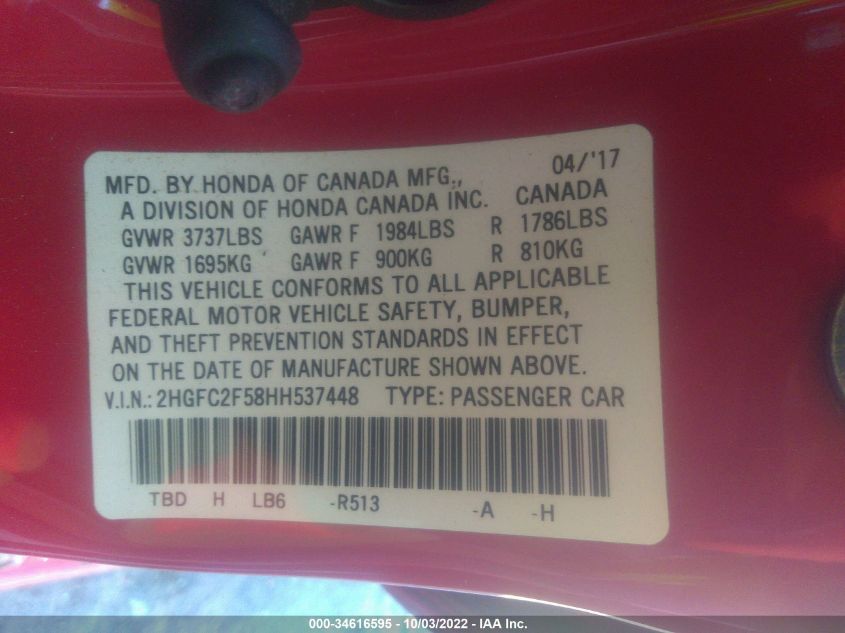 04/'17
MFD. BY HONDA OF CANADA MFG.,
A DIVISION OF HONDA CANADA INC. CANADA
GVWR 3737LBS GAWR F 1984LBS R 1786LBS
GVWR 1695KG GAWR F 900KG R 810KG
THIS VEHICLE CONFORMS TO ALL APPLICABLE
FEDERAL MOTOR VEHICLE SAFETY, BUMPER,
AND THEFT PREVENTION STANDARDS IN EFFECT
ON THE DATE OF MANUFACTURE SHOWN ABOVE.
V.I.N.: 2HGFC2F58HH537448 TYPE: PASSENGER CAR
TBD H LB6 -R513 -A -H
000-34616595 - 10/03/2022 - IAA Inc.